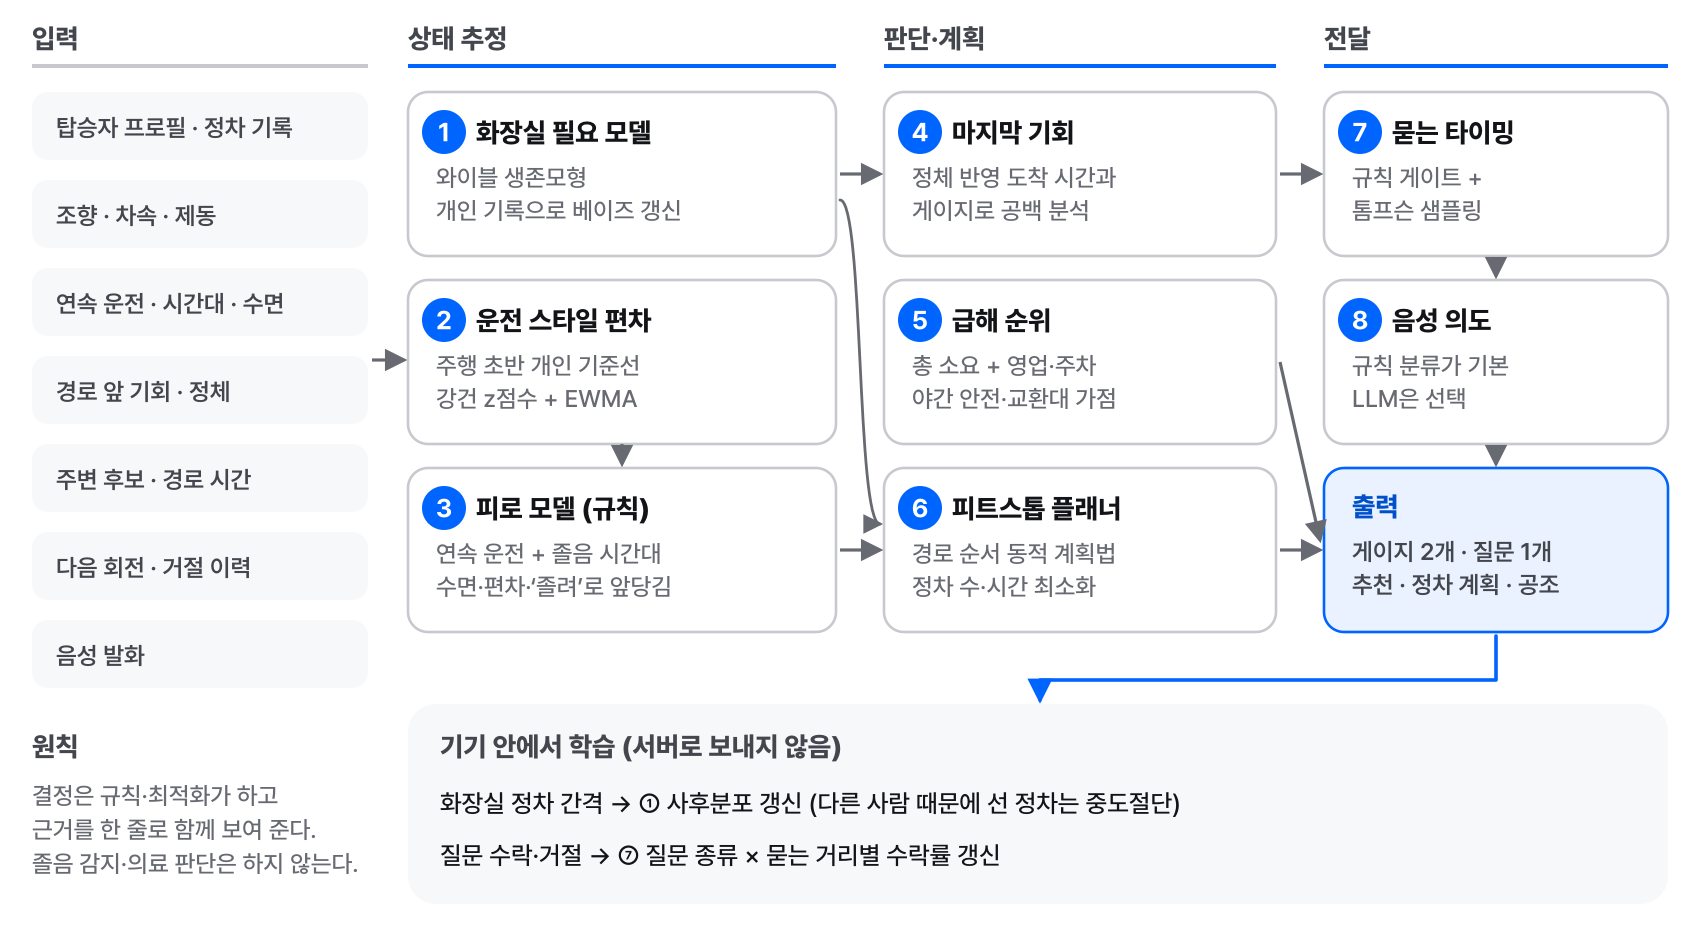 입력
탑승자 프로필 · 정차 기록
조향 · 차속 · 제동
연속 운전 · 시간대 · 수면
경로 앞 기회 · 정체
주변 후보 · 경로 시간
다음 회전 · 거절 이력
음성 발화
상태 추정
1 화장실 필요 모델
와이블 생존모형
개인 기록으로 베이즈 갱신
2 운전 스타일 편차
주행 초반 개인 기준선
강건 z점수 + EWMA
3 피로 모델 (규칙)
연속 운전 + 졸음 시간대
수면·편차·‘졸려’로 앞당김
판단·계획
4 마지막 기회
정체 반영 도착 시간과
게이지로 공백 분석
5 급해 순위
총 소요 + 영업·주차
야간 안전·교환대 가점
6 피트스톱 플래너
경로 순서 동적 계획법
정차 수·시간 최소화
전달
7 묻는 타이밍
규칙 게이트 +
톰프슨 샘플링
8 음성 의도
규칙 분류가 기본
LLM은 선택
출력
게이지 2개 · 질문 1개
추천 · 정차 계획 · 공조
원칙
결정은 규칙·최적화가 하고
근거를 한 줄로 함께 보여 준다.
졸음 감지·의료 판단은 하지 않는다.
기기 안에서 학습 (서버로 보내지 않음)
화장실 정차 간격 → ① 사후분포 갱신 (다른 사람 때문에 선 정차는 중도절단)
질문 수락·거절 → ⑦ 질문 종류 × 묻는 거리별 수락률 갱신